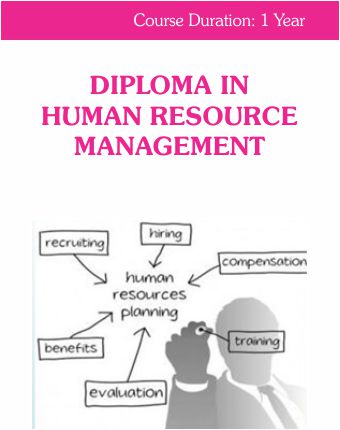 Course Duration: 1 Year
DIPLOMA IN
HUMAN RESOURCE
MANAGEMENT
hiring
recruiting
compensation
human
resources
planning
training
benefits
evaluation